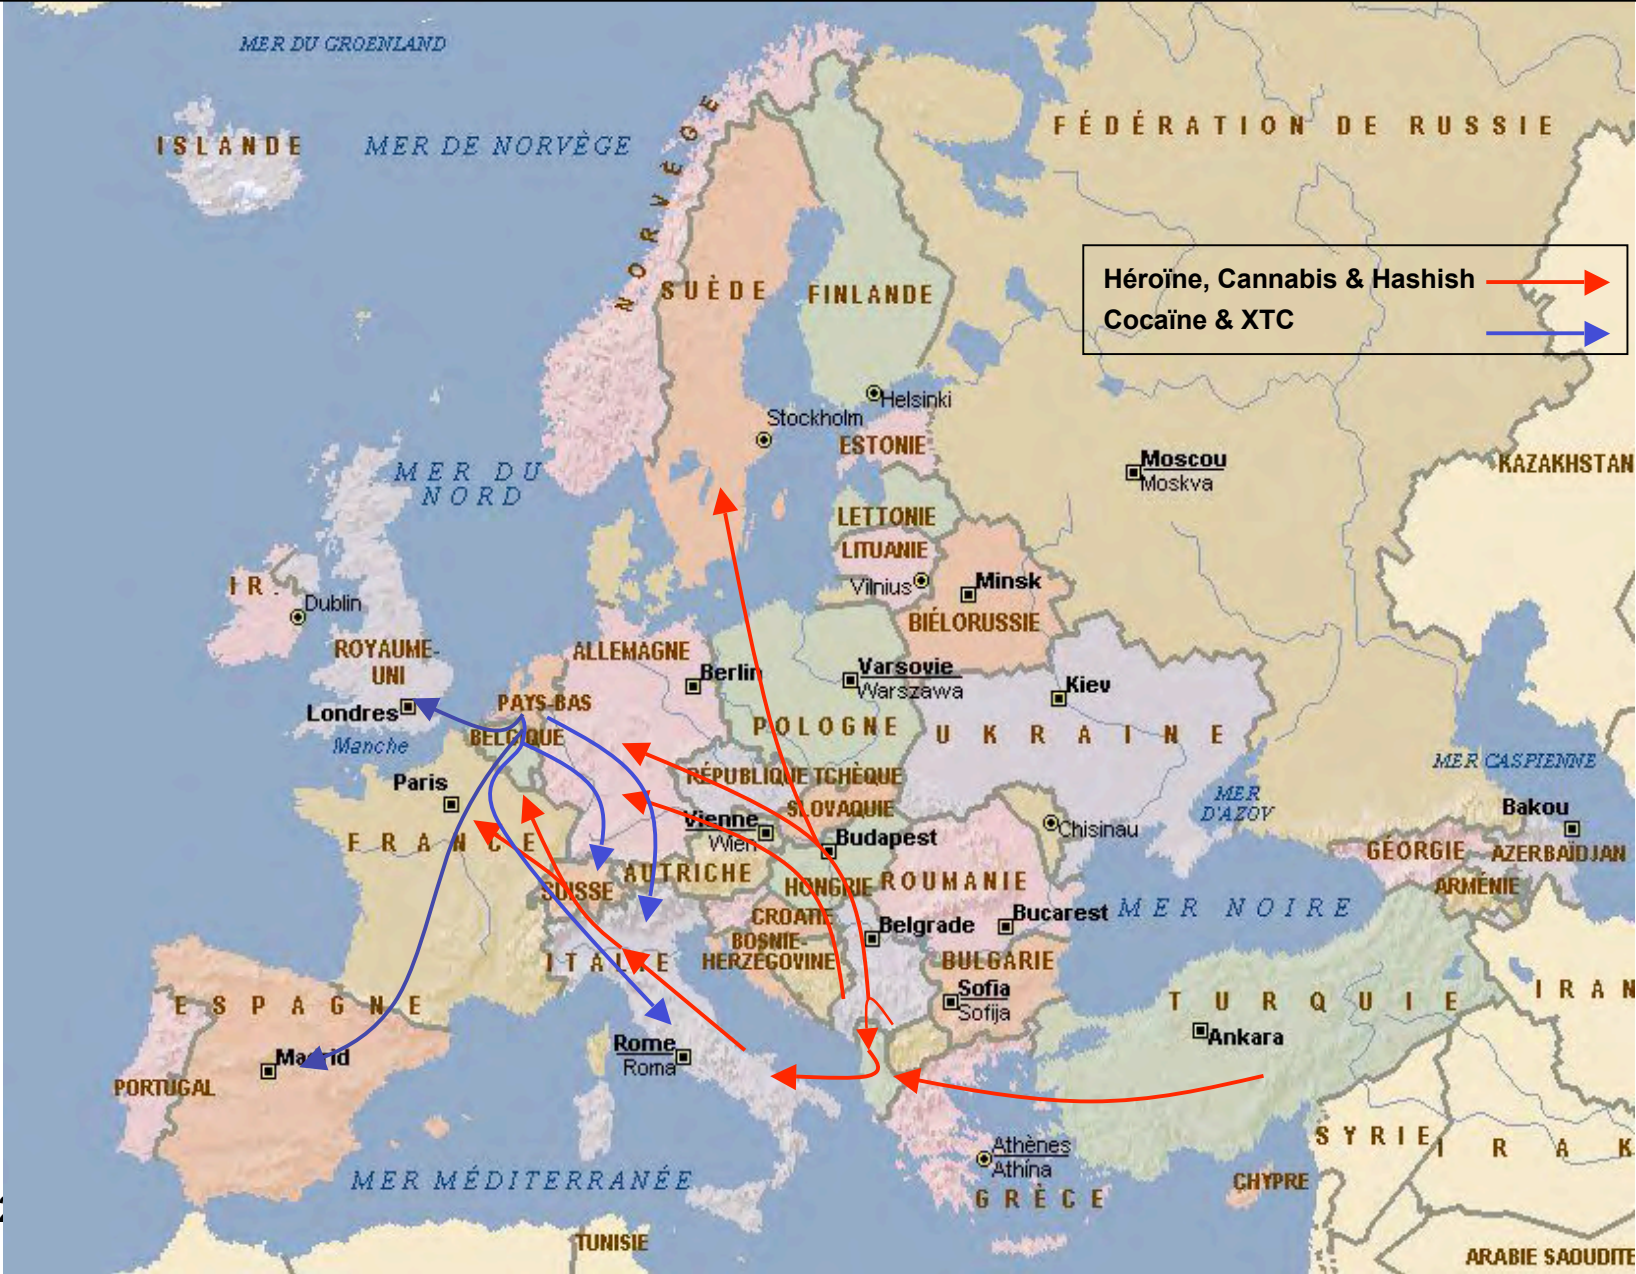 MER DU GROENLAND
ISLANDE
MER DE NORVÈGE
NORVÈGE
FÉDÉRATION DE RUSSIE
Héroïne, Cannabis & Hashish
Cocaïne & XTC
SUÈDE
FINLANDE
Helsinki
Stockholm
ESTONIE
MER DU
NORD
Moscou
Moskva
KAZAKHSTAN
LETTONIE
LITUANIE
Vilnius
Minsk
BIÉLORUSSIE
IR.
Dublin
ROYAUME-
UNI
Londres
Manche
ALLEMAGNE
Berlin
Varsovie
Warszawa
Kiev
PAYS-BAS
BELGIQUE
POLOGNE
UKRAINE
Paris
RÉPUBLIQUE TCHÈQUE
SLOVAQUIE
MER CASPIENNE
MER
D'AZOV
Bakou
Vienne
Wien
Budapest
Chisinau
FRANCE
GÉORGIE
AZERBAÏDJAN
SUISSE
AUTRICHE
HONGRIE
ROUMANIE
ARMÉNIE
CROATIE
Belgrade
Bucarest
MER NOIRE
BOSNIE-
HERZÉGOVINE
ITALIE
BULGARIE
Sofia
Sofija
ESPAGNE
TURQUIE
IRAN
Ankara
Madrid
Rome
Roma
PORTUGAL
SYRIE
IRAK
Athènes
Athína
GRÈCE
CHYPRE
MER MÉDITERRANÉE
TUNISIE
ARABIE SAOUDITE